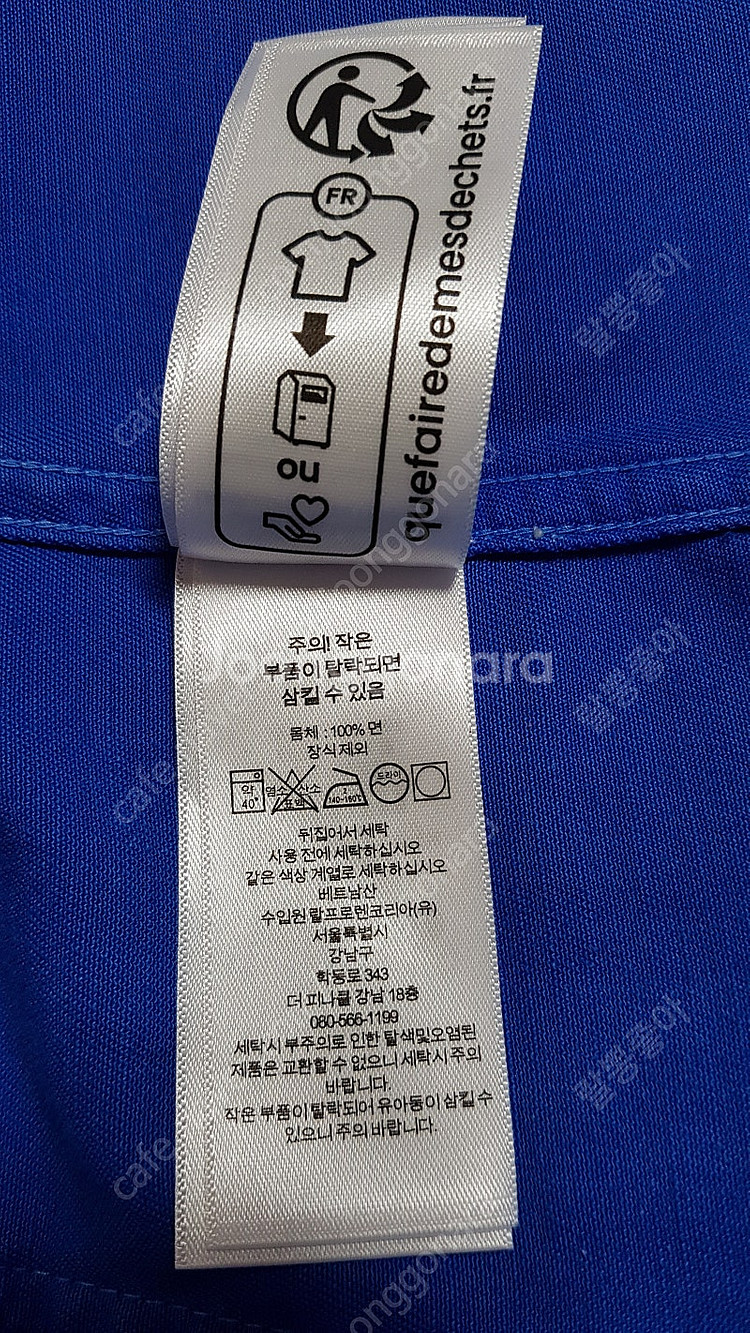 quefairedemesdechets.fr
FR
ou
주의! 작은
부품이 탈락되면
삼킬 수 있음
몸체 : 100% 면
장식 제외
약 40° 염소 산소 표백 2 140~160℃ 드라이
뒤집어서 세탁
사용 전에 세탁하십시오
같은 색상 계열로 세탁하십시오
베트남산
수입원 랄프로렌코리아(유)
서울특별시
강남구
학동로 343
더 피나클 강남 18층
080-566-1199
세탁시 부주의로 인한 탈색및오염된
제품은 교환할 수 없으니 세탁시 주의
바랍니다.
작은 부품이 탈락되어 유아동이 삼킬 수
있으니 주의 바랍니다.